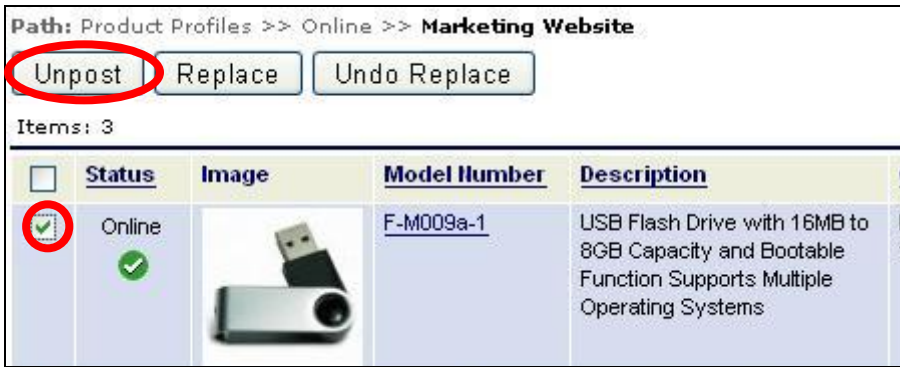 Path: Product Profiles >> Online >> Marketing Website
Unpost Replace Undo Replace
Items: 3
Status Image Model Number Description
Online F-M009a-1 USB Flash Drive with 16MB to
8GB Capacity and Bootable
Function Supports Multiple
Operating Systems